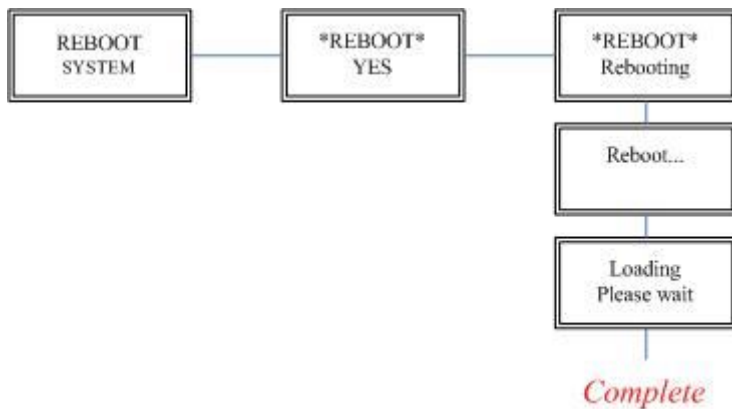 REBOOT
SYSTEM
*REBOOT*
YES
*REBOOT*
Rebooting
Reboot...
Loading
Please wait
Complete